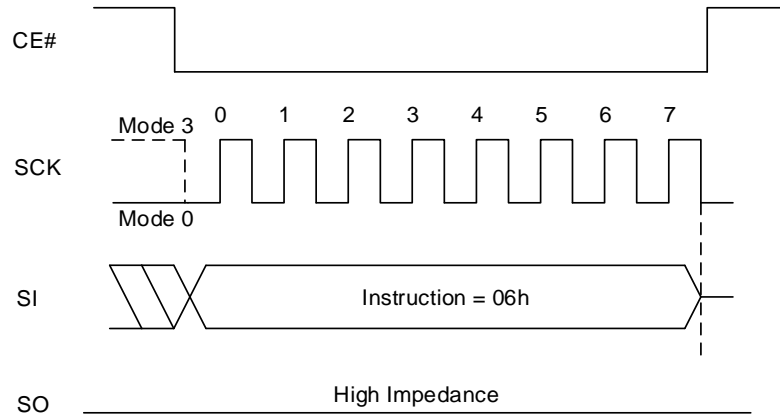 CE#
0 1 2 3 4 5 6 7
Mode 3
SCK
Mode 0
SI
Instruction = 06h
High Impedance
SO